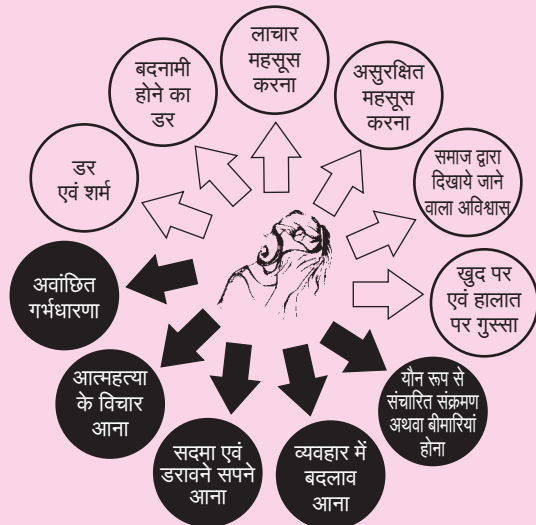 लाचार
महसूस
करना
बदनामी
होने का
डर
असुरक्षित
महसूस
करना
डर
एवं शर्म
समाज द्वारा
दिखाये जाने
वाला अविश्वास
अवांछित
गर्भधारणा
खुद पर
एवं हालात
पर गुस्सा
आत्महत्या
के विचार
आना
यौन रूप से
संचारित संक्रमण
अथवा बीमारियां
होना
सदमा एवं
डरावने सपने
आना
व्यवहार में
बदलाव
आना